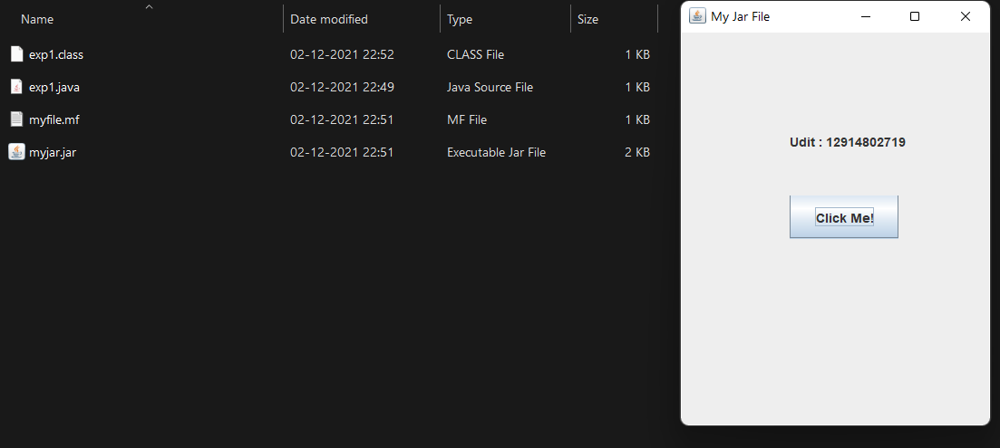 Name Date modified Type Size
exp1.class 02-12-2021 22:52 CLASS File 1 KB
exp1.java 02-12-2021 22:49 Java Source File 1 KB
myfile.mf 02-12-2021 22:51 MF File 1 KB
myjar.jar 02-12-2021 22:51 Executable Jar File 2 KB
My Jar File
Udit : 12914802719
Click Me!